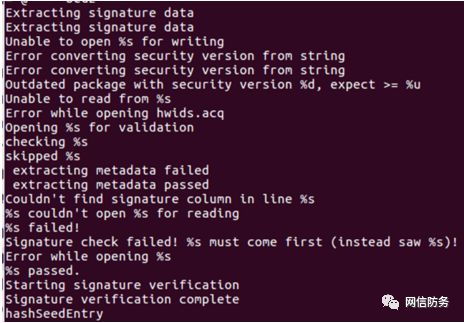 Extracting signature data
Extracting signature data
Unable to open %s for writing
Error converting security version from string
Error converting security version from string
Outdated package with security version %d, expect >= %u
Unable to read from %s
Error while opening hwids.acq
Opening %s for validation
checking %s
skipped %s
extracting metadata failed
extracting metadata passed
Couldn't find signature column in line %s
%s couldn't open %s for reading
%s failed!
Signature check failed! %s must come first (instead saw %s)!
Error while opening %s
%s passed.
Starting signature verification
Signature verification complete
hashSeedEntry
网信防务